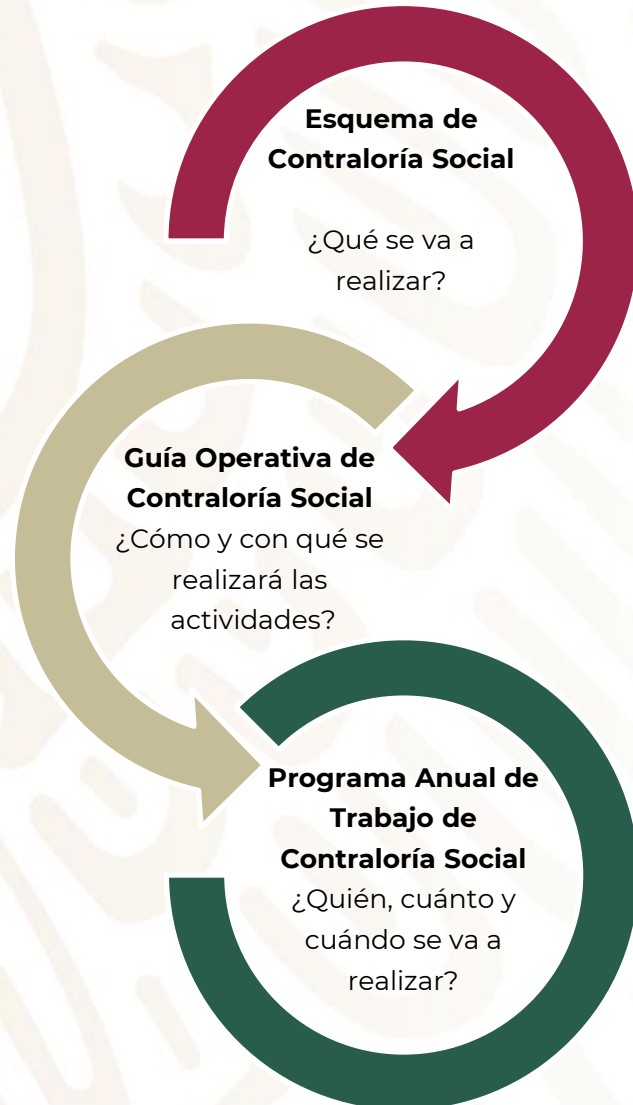 Esquema de
Contraloría Social
¿Qué se va a
realizar?
Guía Operativa de
Contraloría Social
¿Cómo y con qué se
realizará las
actividades?
Programa Anual de
Trabajo de
Contraloría Social
¿Quién, cuánto y
cuándo se va a
realizar?